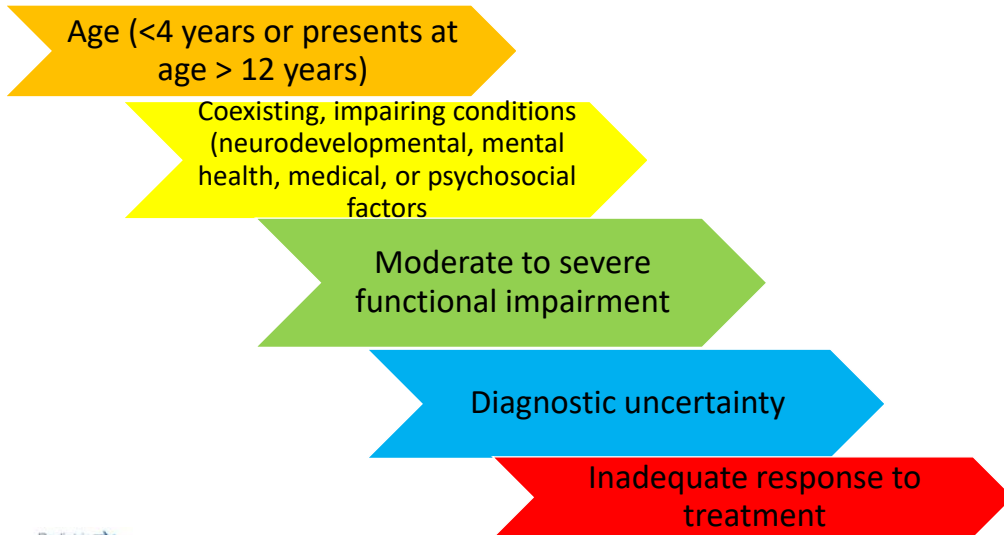 Age (<4 years or presents at
age > 12 years)
Coexisting, impairing conditions
(neurodevelopmental, mental
health, medical, or psychosocial
factors
Moderate to severe
functional impairment
Diagnostic uncertainty
Inadequate response to
treatment